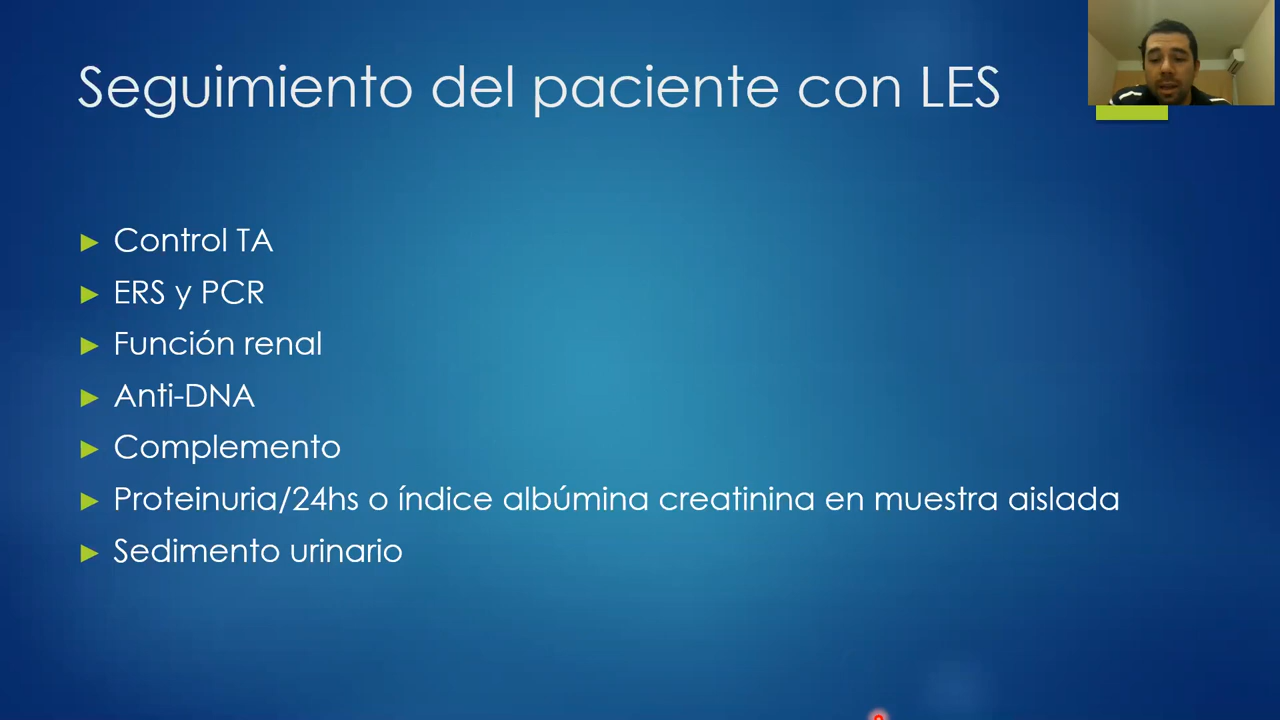 Seguimiento del paciente con LES
Control TA
ERS y PCR
Función renal
Anti-DNA
Complemento
Proteinuria/24hs o índice albúmina creatinina en muestra aislada
Sedimento urinario